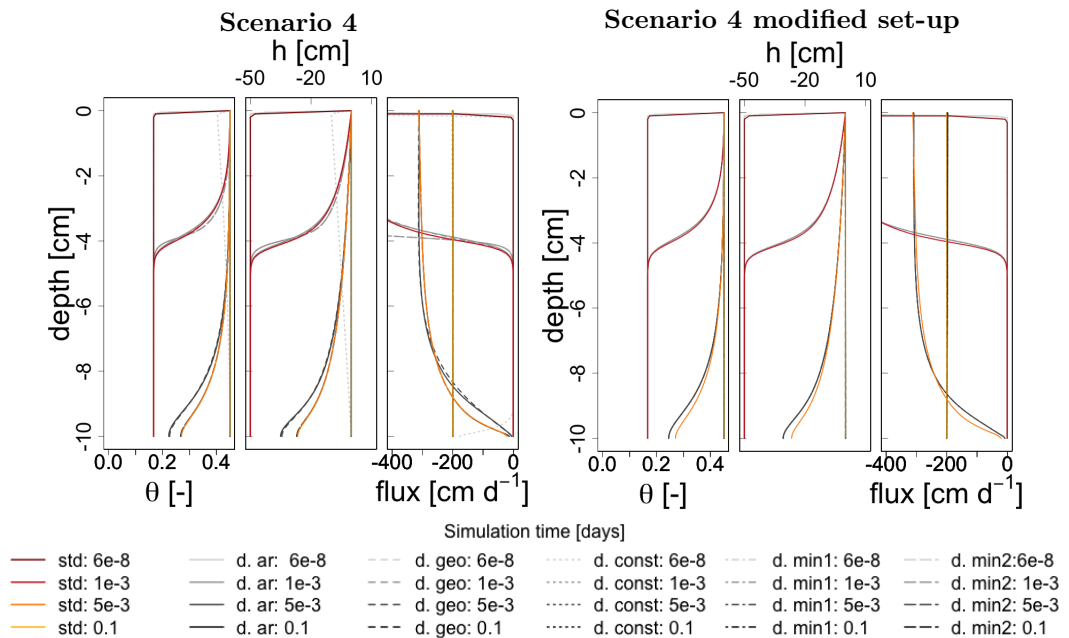 Scenario 4
Scenario 4 modified set-up
h [cm]
h [cm]
-50 -20 10
-50 -20 10
depth [cm]
0
-2
-4
-6
-8
-10
depth [cm]
0
-2
-4
-6
-8
-10
0.0 0.2 0.4
-400 -200 0
0.0 0.2 0.4
-400 -200 0
θ [-]
flux [cm d⁻¹]
θ [-]
flux [cm d⁻¹]
Simulation time [days]
std: 6e-8 d. ar: 6e-8 d. geo: 6e-8 d. const: 6e-8 d. min1: 6e-8 d. min2:6e-8
std: 1e-3 d. ar: 1e-3 d. geo: 1e-3 d. const: 1e-3 d. min1: 1e-3 d. min2: 1e-3
std: 5e-3 d. ar: 5e-3 d. geo: 5e-3 d. const: 5e-3 d. min1: 5e-3 d. min2: 5e-3
std: 0.1 d. ar: 0.1 d. geo: 0.1 d. const: 0.1 d. min1: 0.1 d. min2: 0.1